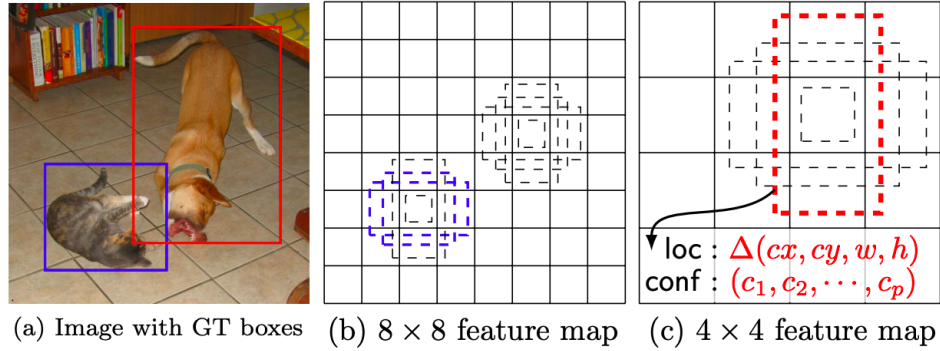 loc : Δ(cx, cy, w, h)
conf : (c₁, c₂, ⋯, cₚ)
(a) Image with GT boxes
(b) 8 × 8 feature map
(c) 4 × 4 feature map